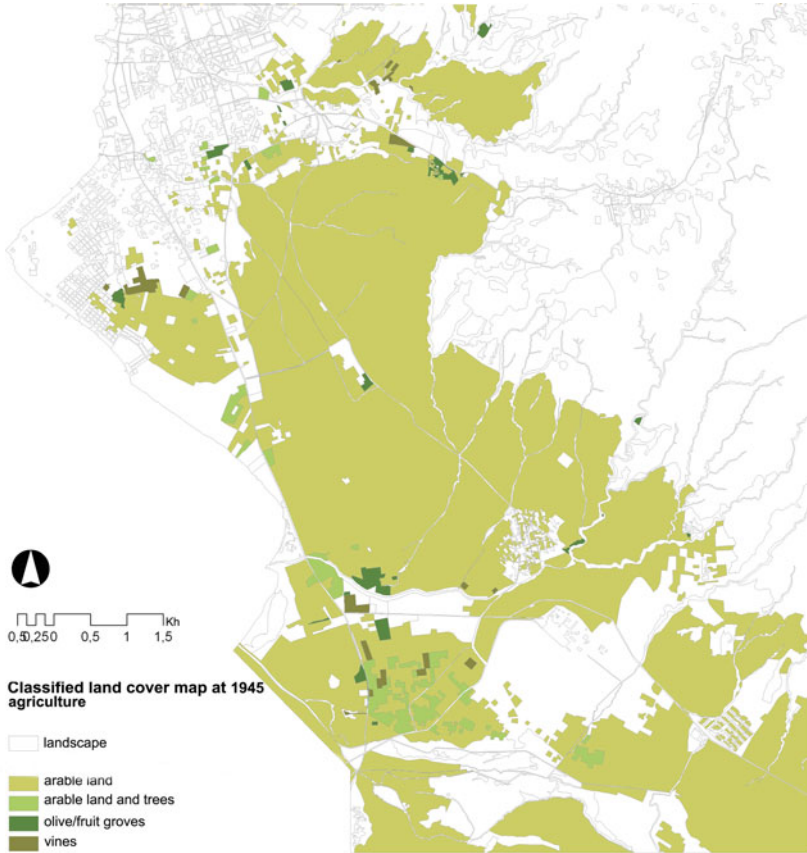 Kh
0,5 0,25 0 0,5 1 1,5
Classified land cover map at 1945
agriculture
landscape
arable land
arable land and trees
olive/fruit groves
vines